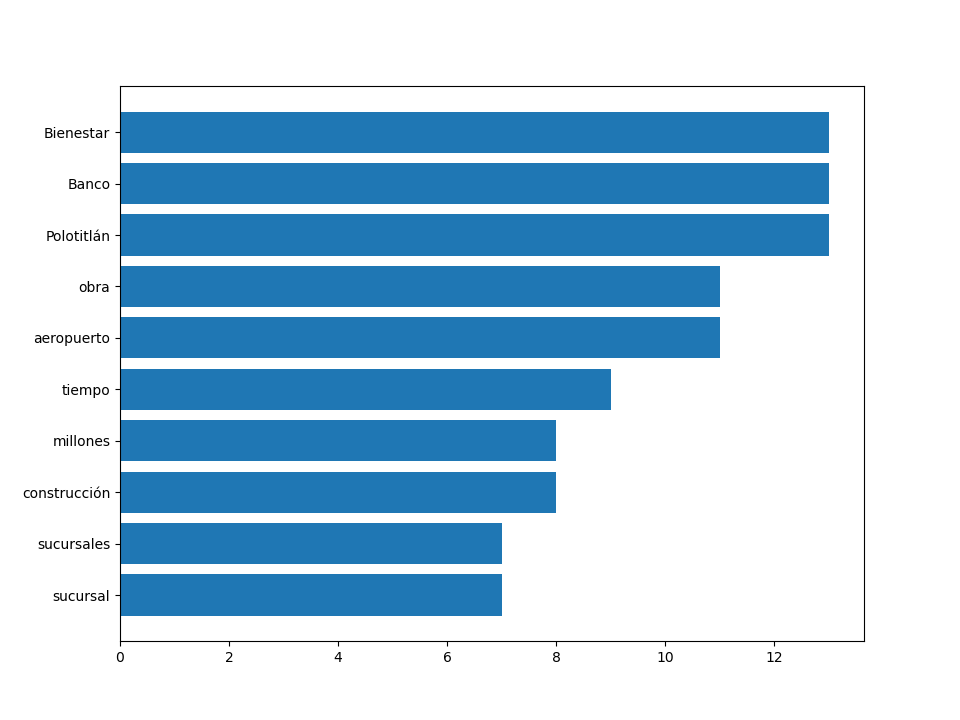 Bienestar
Banco
Polotitlán
obra
aeropuerto
tiempo
millones
construcción
sucursales
sucursal
0 2 4 6 8 10 12